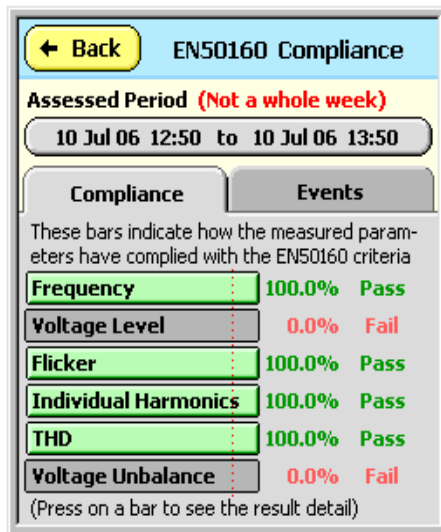 ← Back EN50160 Compliance
Assessed Period (Not a whole week)
10 Jul 06 12:50 to 10 Jul 06 13:50
Compliance Events
These bars indicate how the measured param-
eters have complied with the EN50160 criteria
Frequency 100.0% Pass
Voltage Level 0.0% Fail
Flicker 100.0% Pass
Individual Harmonics 100.0% Pass
THD 100.0% Pass
Voltage Unbalance 0.0% Fail
(Press on a bar to see the result detail)